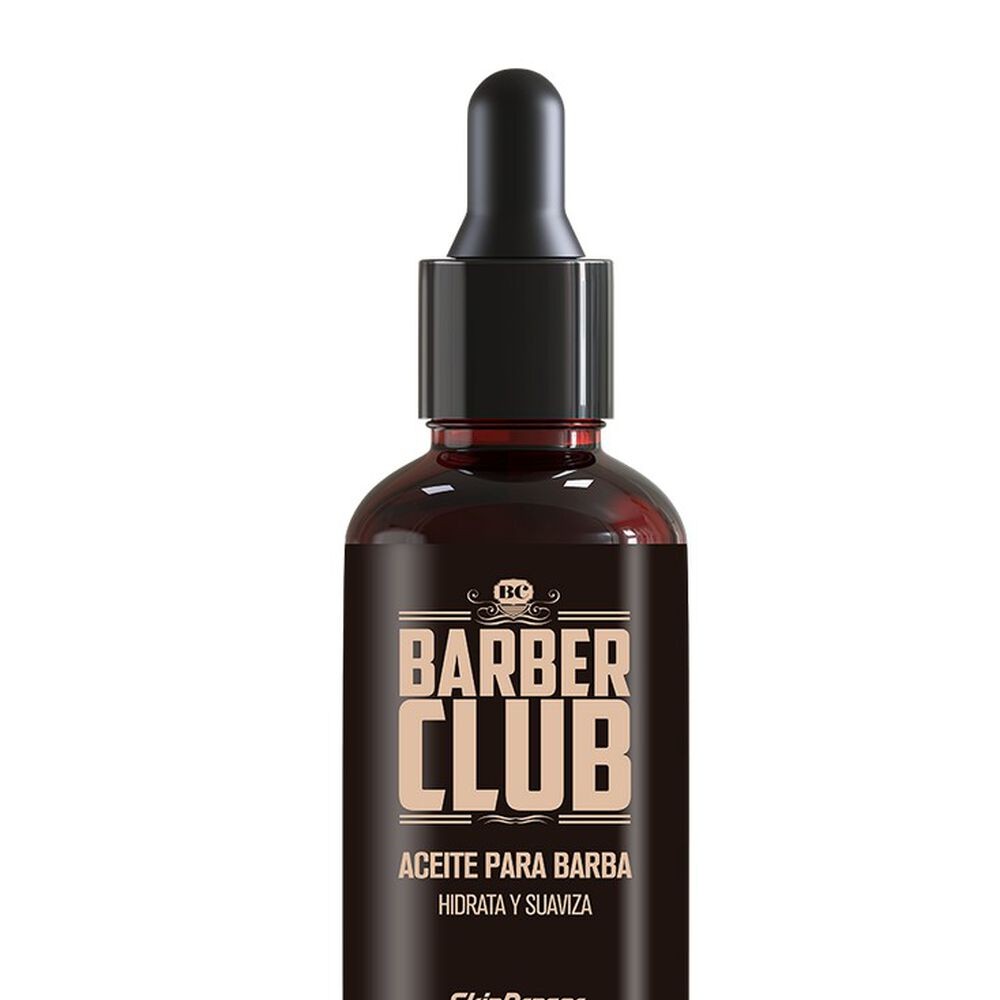 BC
BARBER
CLUB
ACEITE PARA BARBA
HIDRATA Y SUAVIZA